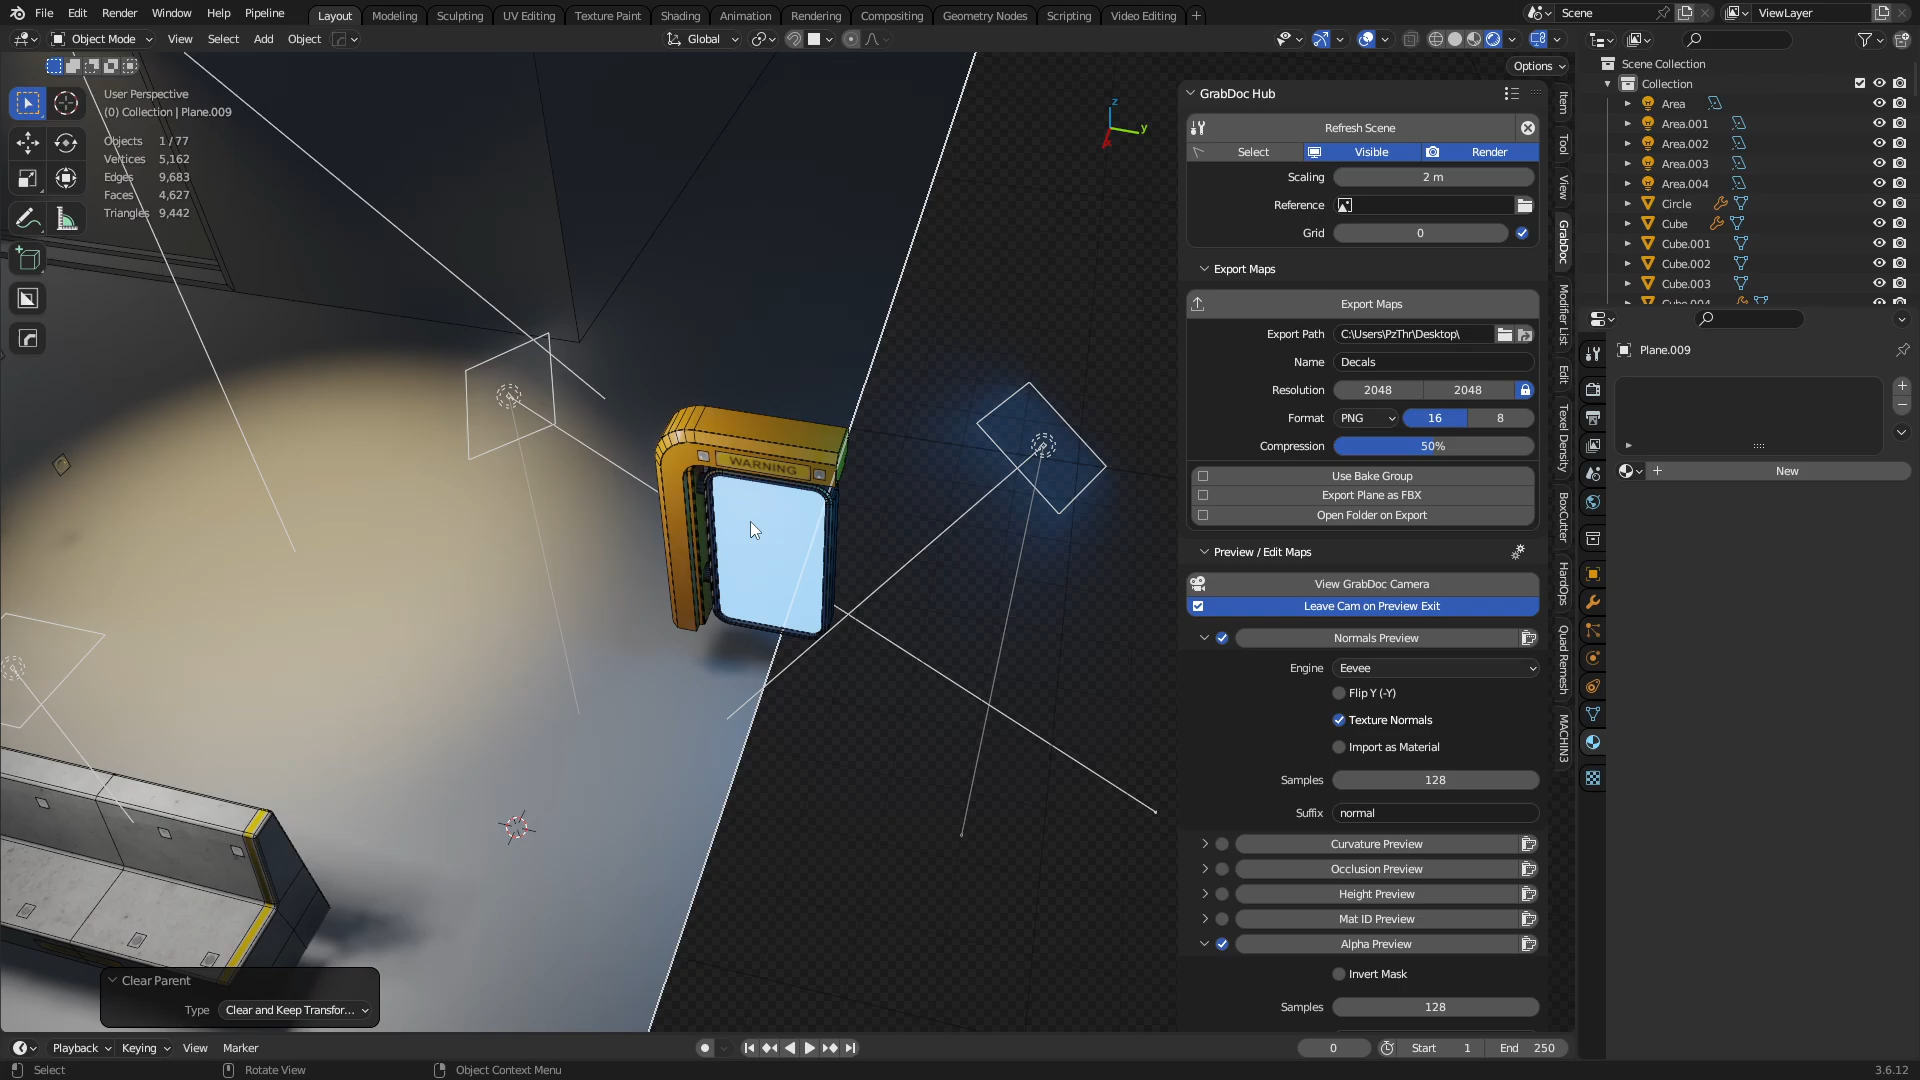 File Edit Render Window Help Pipeline
Layout Modeling Sculpting UV Editing Texture Paint Shading Animation Rendering Compositing Geometry Nodes Scripting Video Editing +
Scene
ViewLayer
Object Mode View Select Add Object
Global
Options
User Perspective
(0) Collection | Plane.009
Objects 1/77
Vertices 5,162
Edges 9,683
Faces 4,627
Triangles 9,442
z
y
WARNING
GrabDoc Hub
Refresh Scene
Select Visible Render
Scaling 2 m
Reference
Grid 0
Export Maps
Export Maps
Export Path C:\Users\PzThr\Desktop\
Name Decals
Resolution 2048 2048
Format PNG 16 8
Compression 50%
Use Bake Group
Export Plane as FBX
Open Folder on Export
Preview / Edit Maps
View GrabDoc Camera
Leave Cam on Preview Exit
Normals Preview
Engine Eevee
Flip Y (-Y)
Texture Normals
Import as Material
Samples 128
Suffix normal
Curvature Preview
Occlusion Preview
Height Preview
Mat ID Preview
Alpha Preview
Invert Mask
Samples 128
Item
Tool
View
GrabDoc
Modifier List
Edit
Texel Density
BoxCutter
HardOps
Quad Remesh
MACHIN3
Scene Collection
Collection
Area
Area.001
Area.002
Area.003
Area.004
Circle
Cube
Cube.001
Cube.002
Cube.003
Cube.004
Plane.009
New
Clear Parent
Type Clear and Keep Transfor...
Playback Keying View Marker
0 Start 1 End 250
Select Rotate View Object Context Menu
3.6.12